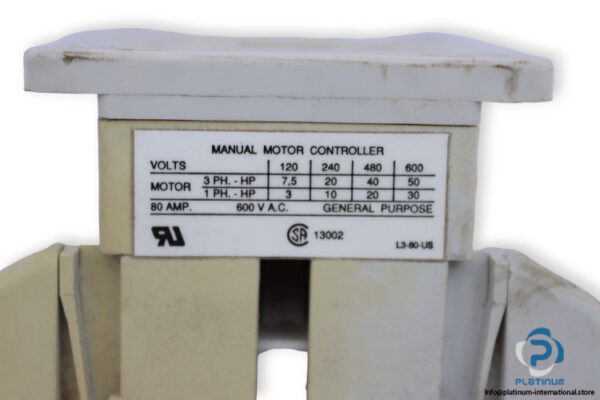 MANUAL MOTOR CONTROLLER
VOLTS 120 240 480 600
MOTOR 3 PH. - HP 7,5 20 40 50
1 PH. - HP 3 10 20 30
80 AMP. 600 V A.C. GENERAL PURPOSE
RU SA 13002 L3-80-US
PLATINUM
Info@platinum-international.store